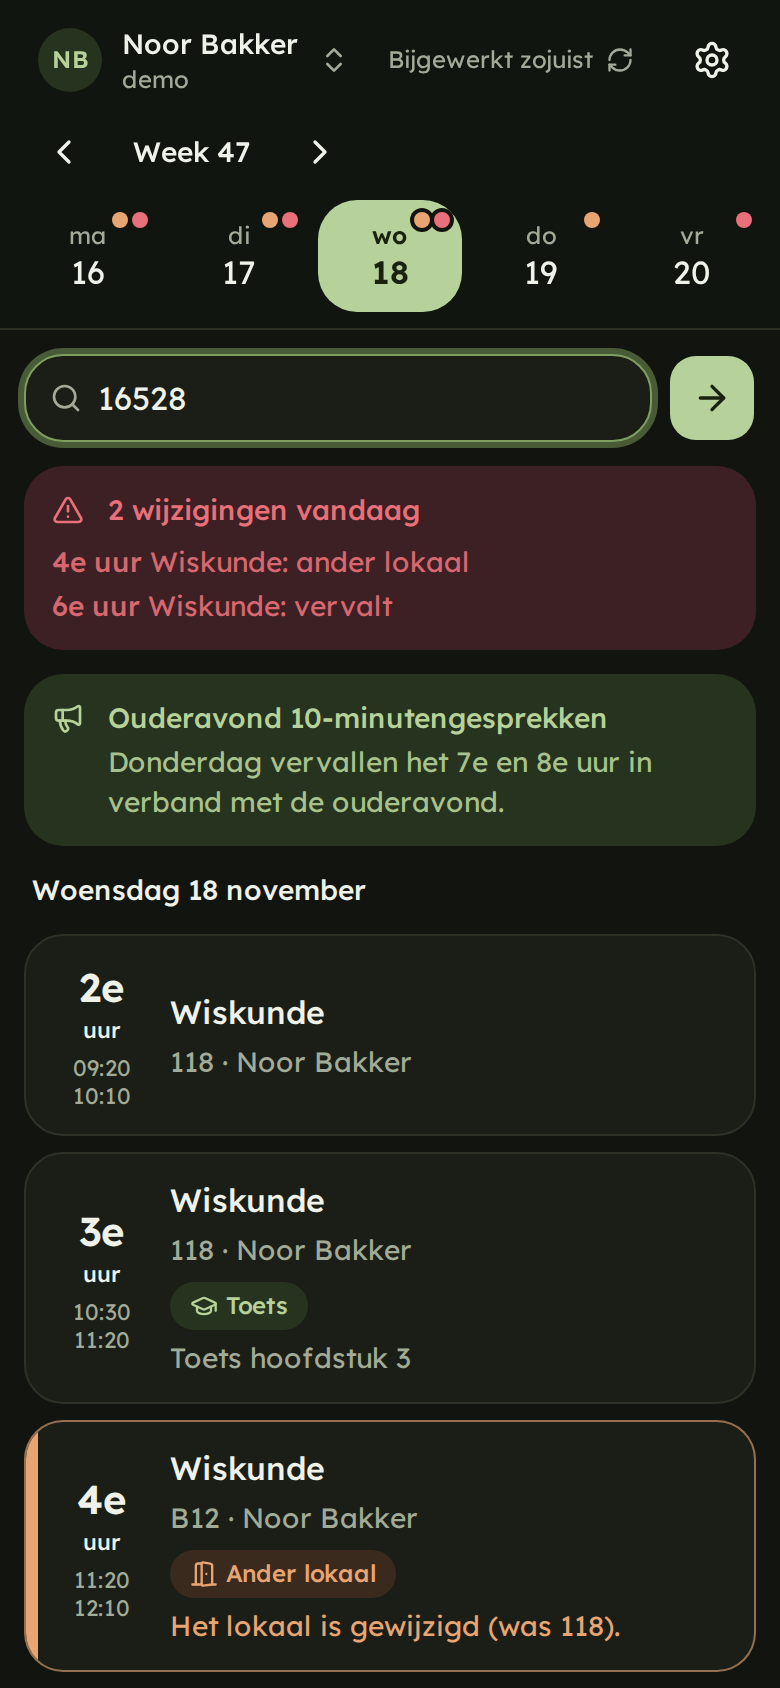 NB
Noor Bakker
demo
Bijgewerkt zojuist
Week 47
ma
16
di
17
wo
18
do
19
vr
20
16528
2 wijzigingen vandaag
4e uur Wiskunde: ander lokaal
6e uur Wiskunde: vervalt
Ouderavond 10-minutengesprekken
Donderdag vervallen het 7e en 8e uur in
verband met de ouderavond.
Woensdag 18 november
2e
uur
09:20
10:10
Wiskunde
118 · Noor Bakker
3e
uur
10:30
11:20
Wiskunde
118 · Noor Bakker
Toets
Toets hoofdstuk 3
4e
uur
11:20
12:10
Wiskunde
B12 · Noor Bakker
Ander lokaal
Het lokaal is gewijzigd (was 118).